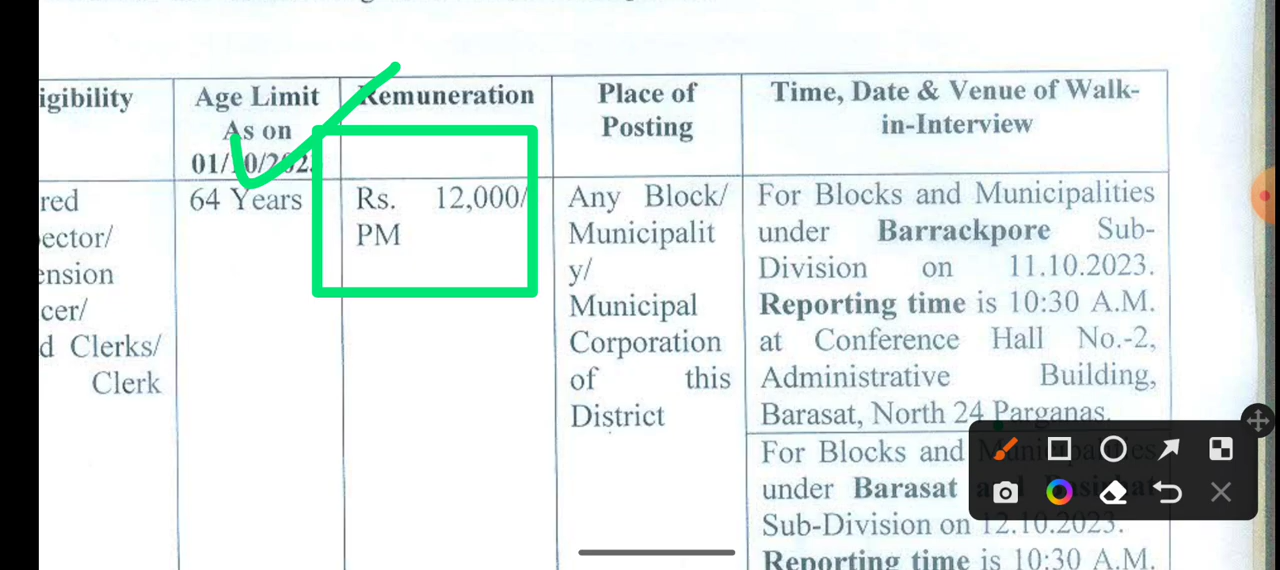 igibility
Age Limit
As on
Remuneration
Place of
Posting
Time, Date & Venue of Walk-
in-Interview
red
ector/
ension
cer/
d Clerks/
Clerk
64 Years
Rs. 12,000/
PM
Any Block/
Municipalit
y/
Municipal
Corporation
of this
District
For Blocks and Municipalities
under Barrackpore Sub-
Division on 11.10.2023.
Reporting time is 10:30 A.M.
at Conference Hall No.-2,
Administrative Building,
Barasat, North 24 Parganas.
For Blocks and Municipalities
under Barasat and Basirhat
Sub-Division on 12.10.2023.
Reporting time is 10:30 A.M.